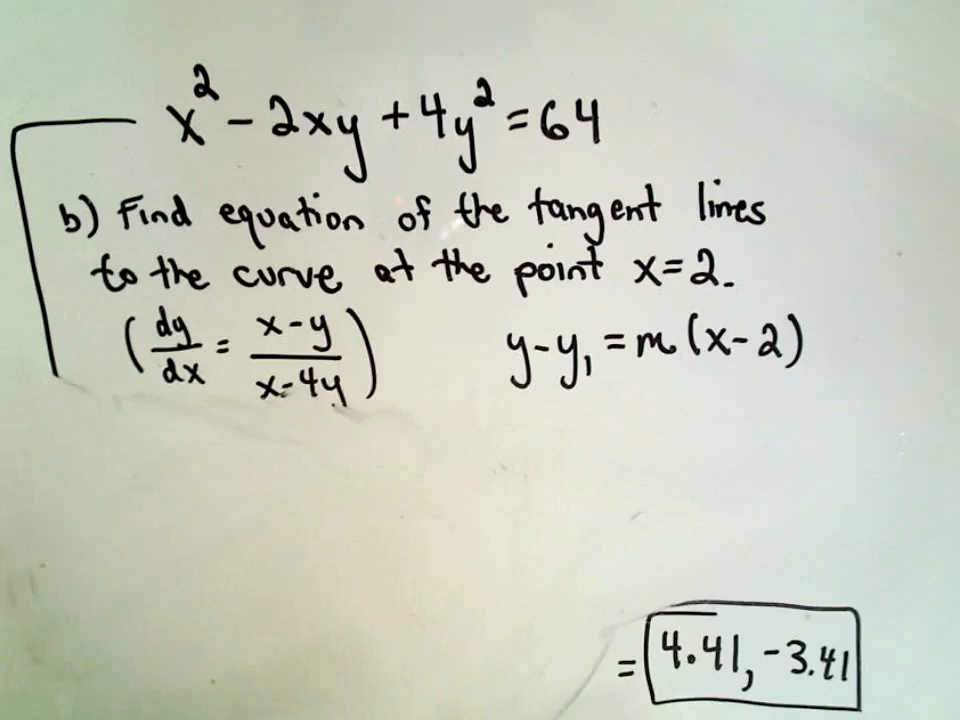 x² - 2xy + 4y² = 64
b) Find equation of the tangent lines
to the curve at the point x=2.
(dy/dx = (x-y)/(x-4y)) y-y₁ = m(x-2)
= 4.41, -3.41